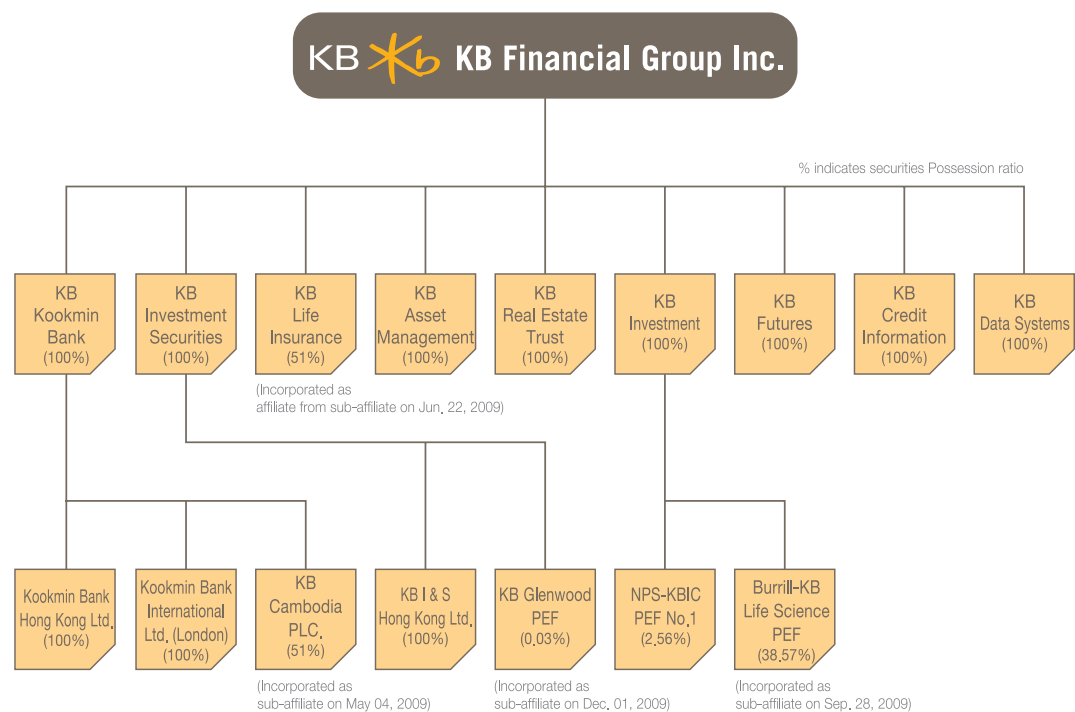 KB Kb KB Financial Group Inc.
% indicates securities Possession ratio
KB
Kookmin
Bank
(100%)
KB
Investment
Securities
(100%)
KB
Life
Insurance
(51%)
KB
Asset
Management
(100%)
KB
Real Estate
Trust
(100%)
KB
Investment
(100%)
KB
Futures
(100%)
KB
Credit
Information
(100%)
KB
Data Systems
(100%)
(Incorporated as
affiliate from sub-affiliate on Jun. 22, 2009)
Kookmin Bank
Hong Kong Ltd.
(100%)
Kookmin Bank
International
Ltd. (London)
(100%)
KB
Cambodia
PLC.
(51%)
KB I & S
Hong Kong Ltd.
(100%)
KB Glenwood
PEF
(0.03%)
NPS-KBIC
PEF No.1
(2.56%)
Burrill-KB
Life Science
PEF
(38.57%)
(Incorporated as
sub-affiliate on May 04, 2009)
(Incorporated as
sub-affiliate on Dec. 01, 2009)
(Incorporated as
sub-affiliate on Sep. 28, 2009)